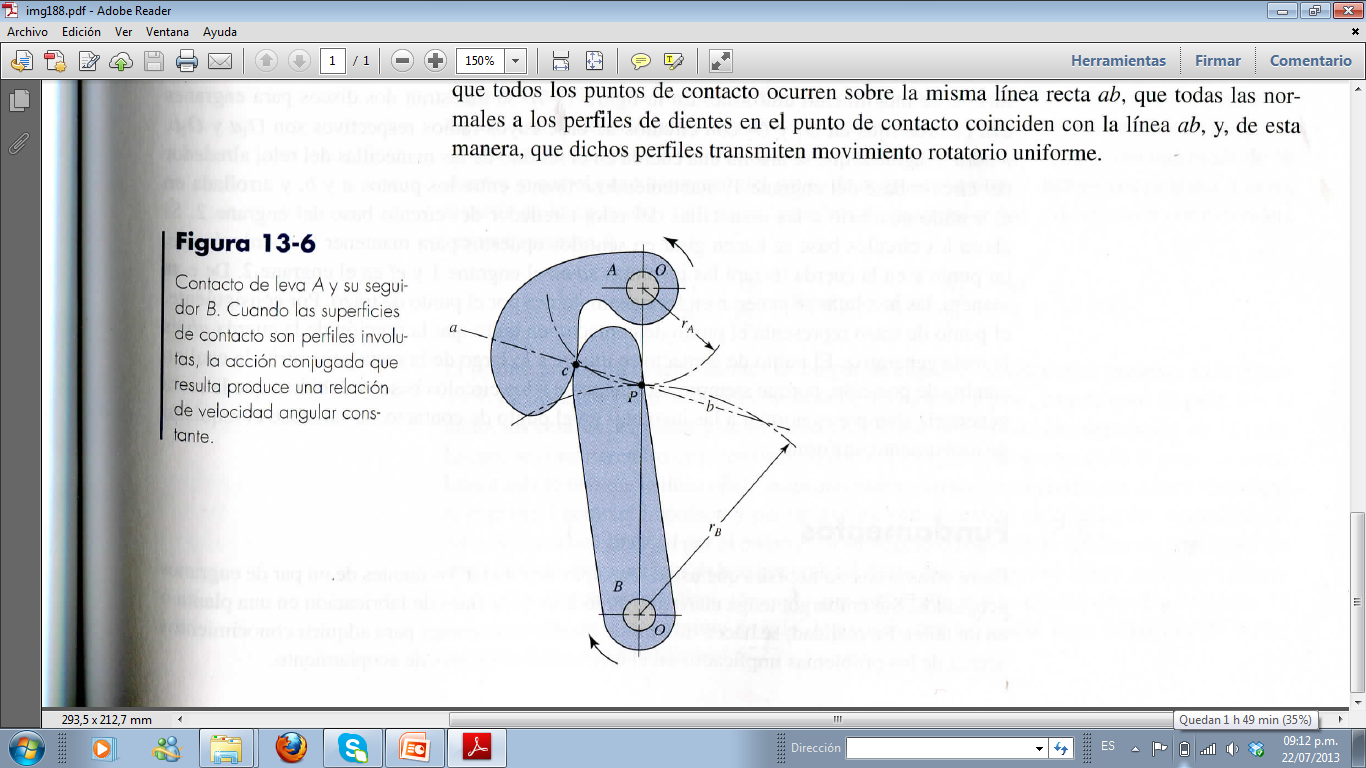 img188.pdf - Adobe Reader
Archivo Edición Ver Ventana Ayuda
1 / 1 150% Herramientas Firmar Comentario
que todos los puntos de contacto ocurren sobre la misma línea recta ab, que todas las nor-
males a los perfiles de dientes en el punto de contacto coinciden con la línea ab, y, de esta
manera, que dichos perfiles transmiten movimiento rotatorio uniforme.
Figura 13-6
Contacto de leva A y su segui-
dor B. Cuando las superficies
de contacto son perfiles involu-
tas, la acción conjugada que
resulta produce una relación
de velocidad angular cons-
tante.
A O
rA
a
c
P
b
rB
B
O
Fundamentos
293,5 x 212,7 mm
Quedan 1 h 49 min (35%)
Dirección
ES
09:12 p.m.
22/07/2013